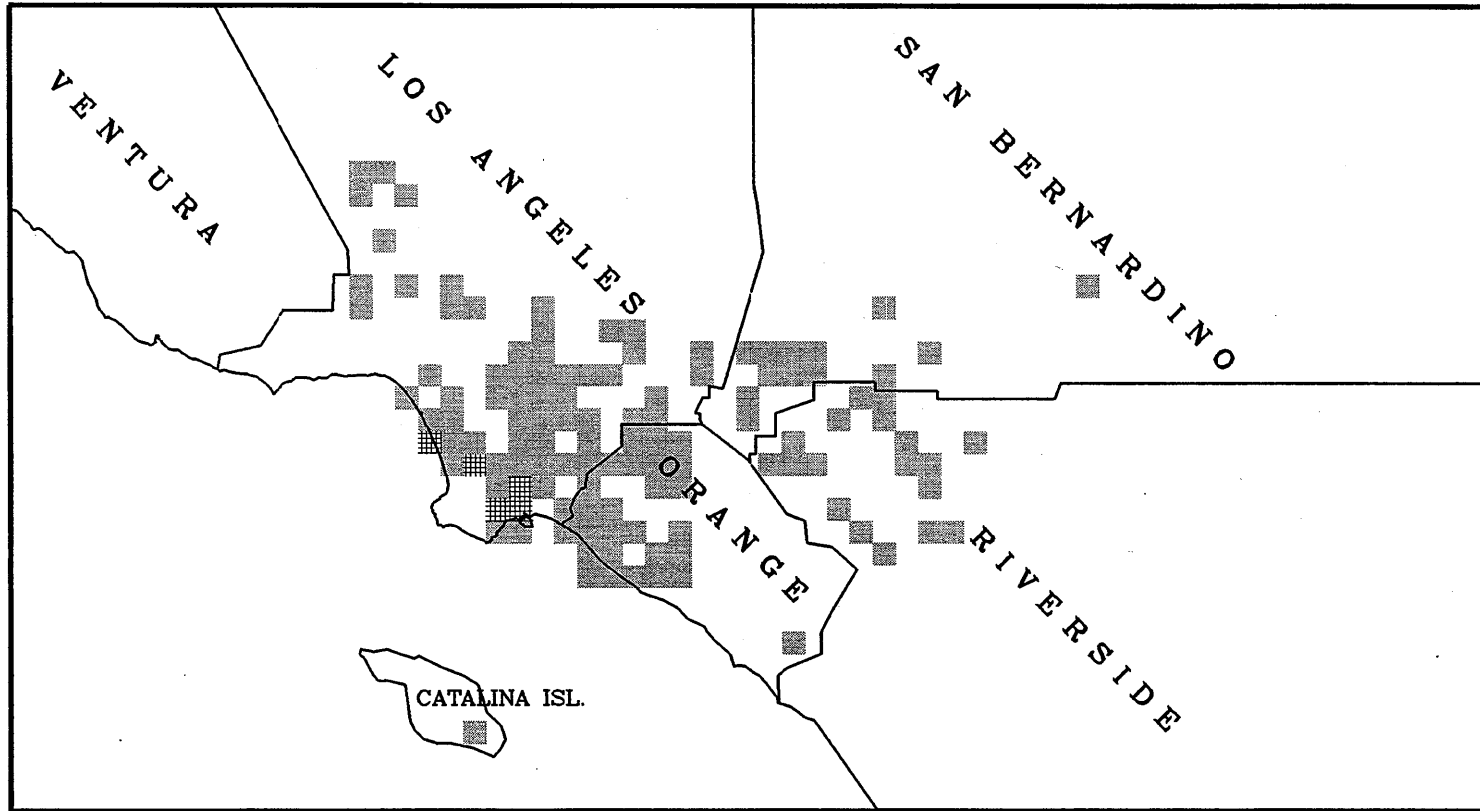 VENTURA
LOS ANGELES
SAN BERNARDINO
ORANGE
RIVERSIDE
CATALINA ISL.